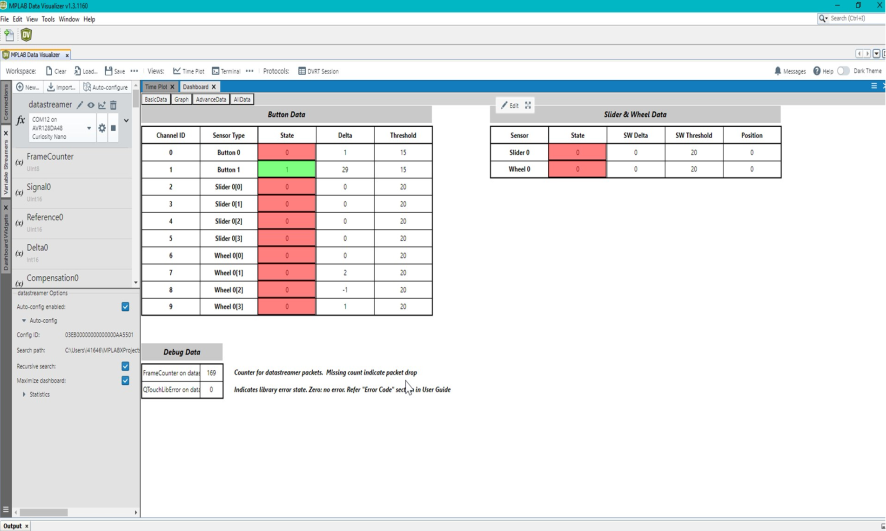 MPLAB Data Visualizer v1.3.1160
File Edit View Tools Window Help
Search (Ctrl+I)
DV
MPLAB Data Visualizer x
Workspace: Clear Load... Save Views: Time Plot Terminal Protocols: DVRT Session Messages Help Dark Theme
Connections
Variable Streamers
Dashboard Widgets
New... Import... Auto-configure
datastreamer
fx
COM12 on
AVR128DA48
Curiosity Nano
(x) FrameCounter
UInt8
(x) Signal0
UInt16
(x) Reference0
UInt16
(x) Delta0
Int16
(x) Compensation0
datastreamer Options
Auto-config enabled:
Auto-config
Config ID:
Search path: C:\Users\I41646\MPLABXProjects
Recursive search:
Maximize dashboard:
Statistics
Time Plot X Dashboard X
BasicData Graph AdvanceData AllData
Button Data
Channel ID Sensor Type State Delta Threshold
0 Button 0 0 1 15
1 Button 1 1 29 15
2 Slider 0[0] 0 0 20
3 Slider 0[1] 0 0 20
4 Slider 0[2] 0 0 20
5 Slider 0[3] 0 0 20
6 Wheel 0[0] 0 0 20
7 Wheel 0[1] 0 2 20
8 Wheel 0[2] 0 -1 20
9 Wheel 0[3] 0 1 20
Edit
Slider & Wheel Data
Sensor State SW Delta SW Threshold Position
Slider 0 0 0 20 0
Wheel 0 0 0 20 0
Debug Data
FrameCounter on datas 169 Counter for datastreamer packets. Missing count indicate packet drop
QTouchLibError on data 0 Indicates library error state. Zero: no error. Refer "Error Code" section in User Guide
Output x